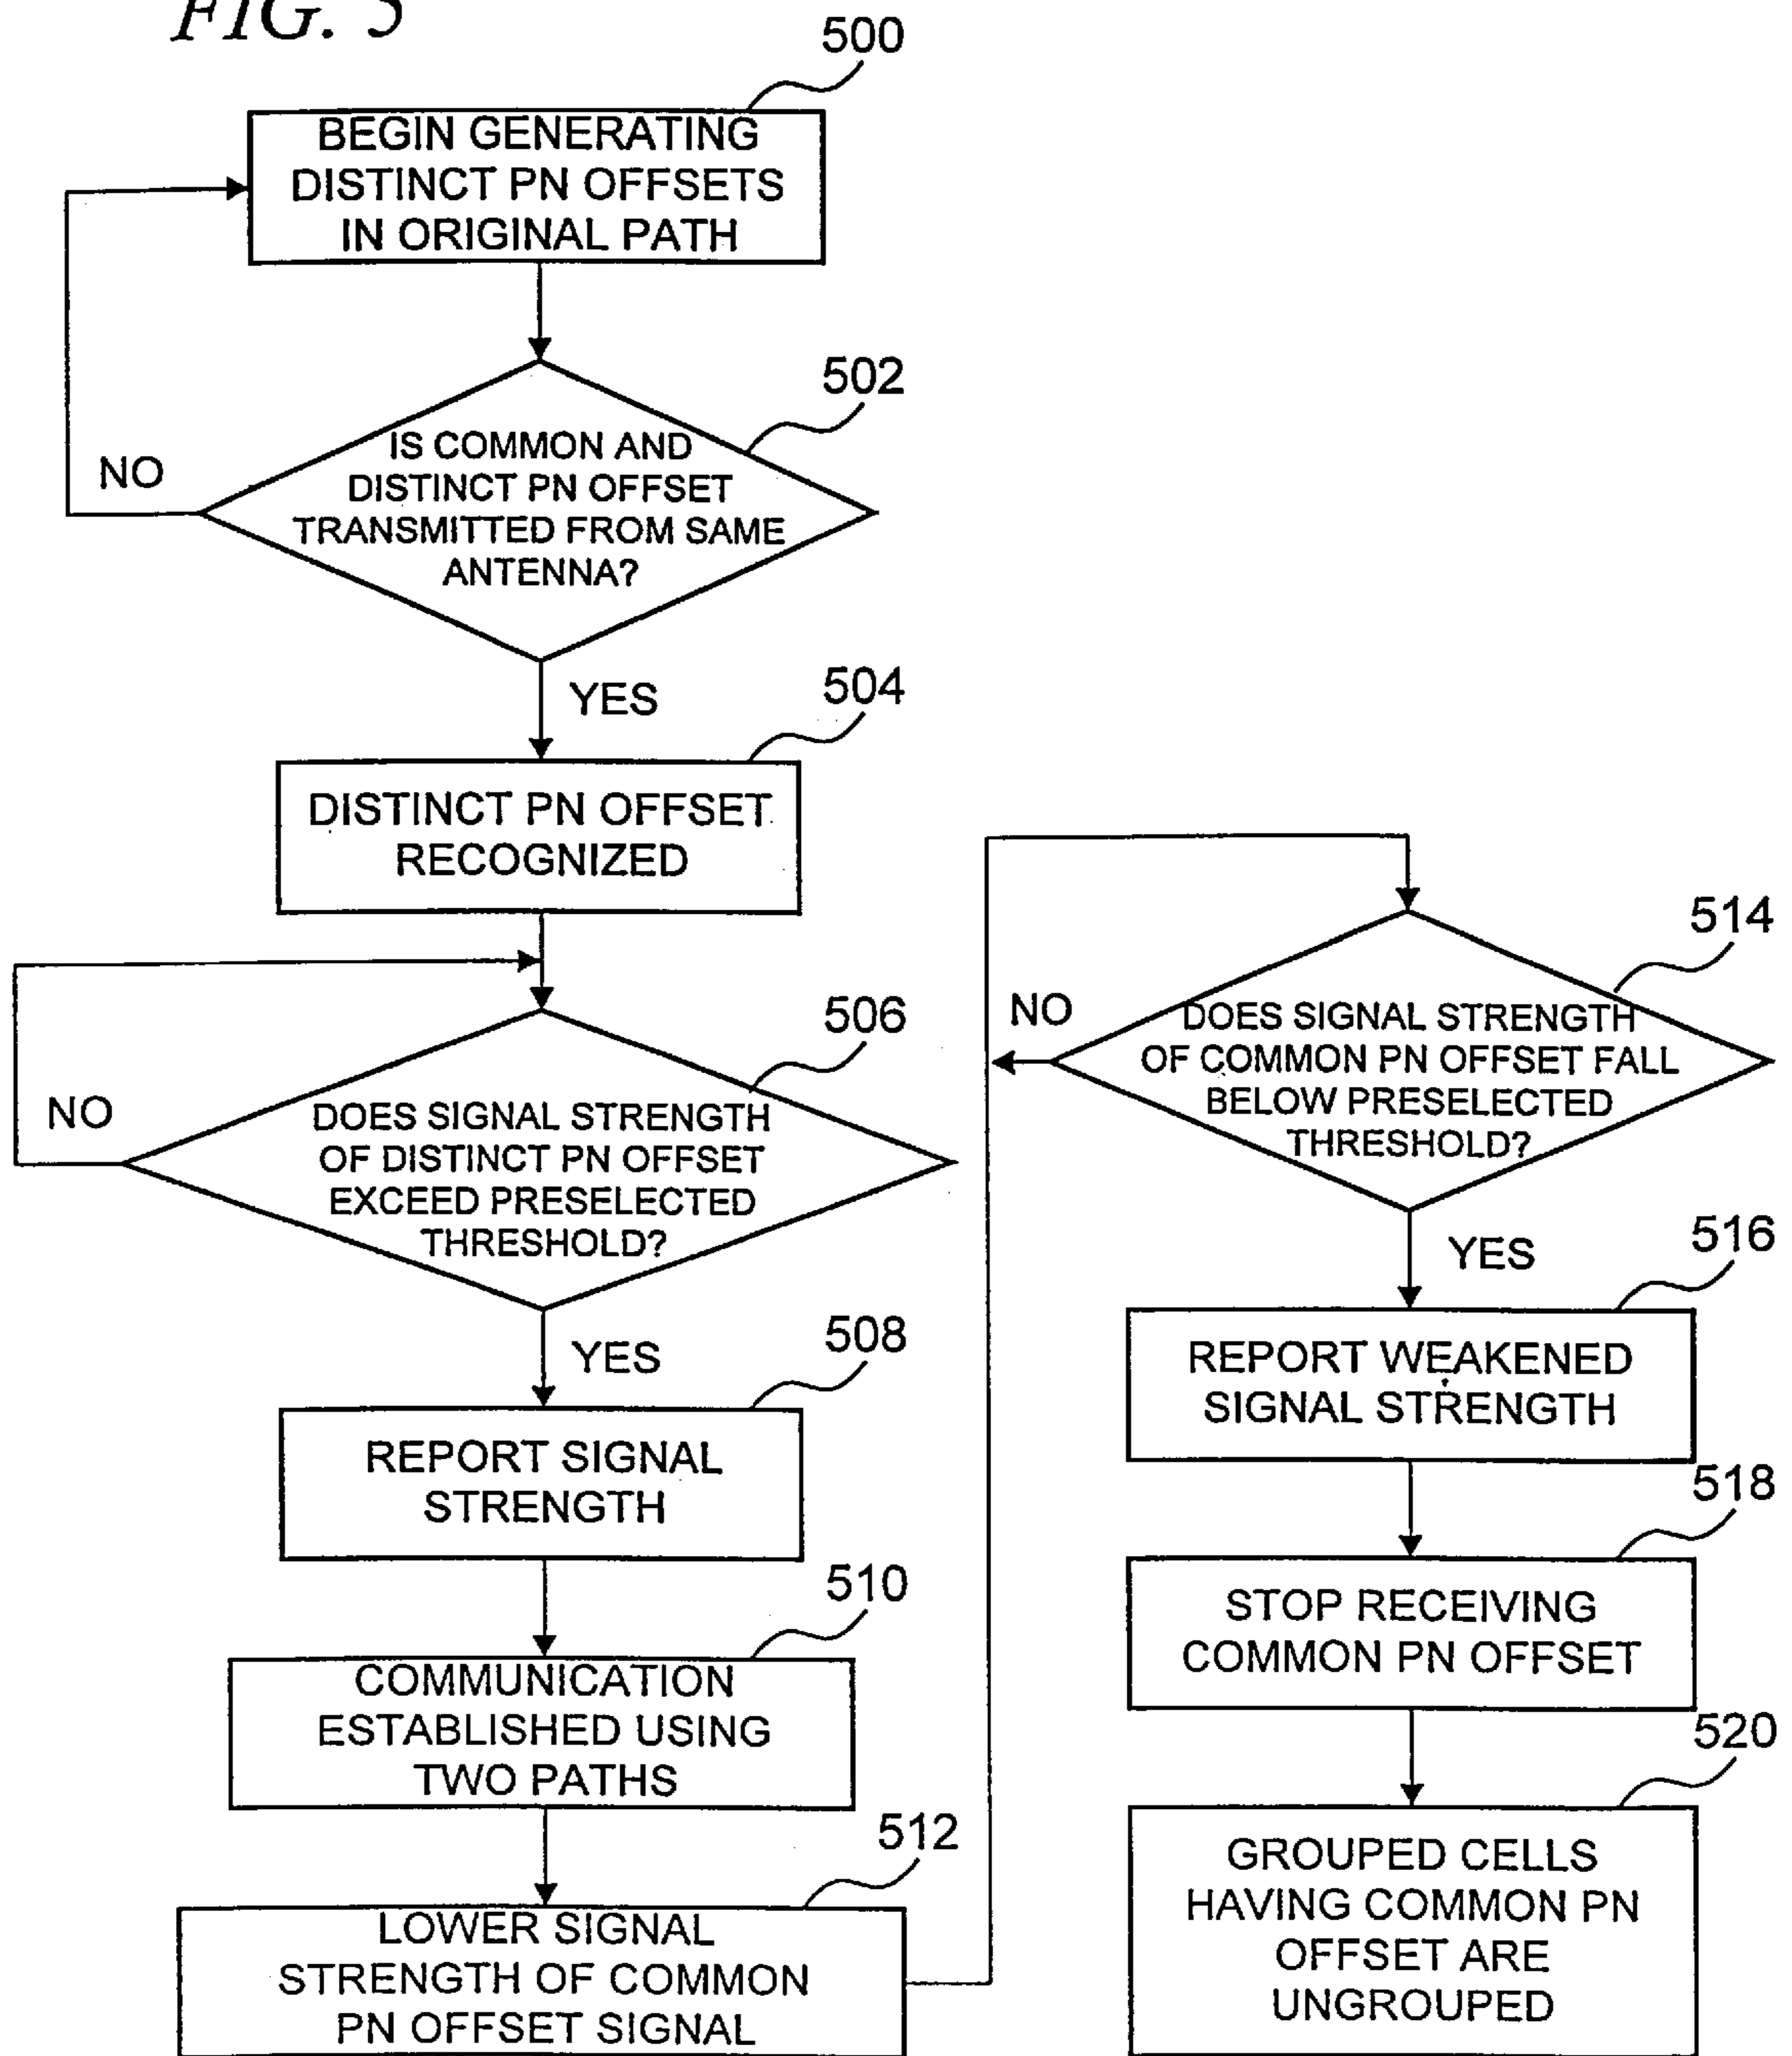 FIG. 5
500
BEGIN GENERATING
DISTINCT PN OFFSETS
IN ORIGINAL PATH
502
IS COMMON AND
DISTINCT PN OFFSET
TRANSMITTED FROM SAME
ANTENNA?
NO
YES
504
DISTINCT PN OFFSET
RECOGNIZED
506
DOES SIGNAL STRENGTH
OF DISTINCT PN OFFSET
EXCEED PRESELECTED
THRESHOLD?
NO
YES
508
REPORT SIGNAL
STRENGTH
510
COMMUNICATION
ESTABLISHED USING
TWO PATHS
512
LOWER SIGNAL
STRENGTH OF COMMON
PN OFFSET SIGNAL
514
DOES SIGNAL STRENGTH
OF COMMON PN OFFSET FALL
BELOW PRESELECTED
THRESHOLD?
NO
YES
516
REPORT WEAKENED
SIGNAL STRENGTH
518
STOP RECEIVING
COMMON PN OFFSET
520
GROUPED CELLS
HAVING COMMON PN
OFFSET ARE
UNGROUPED